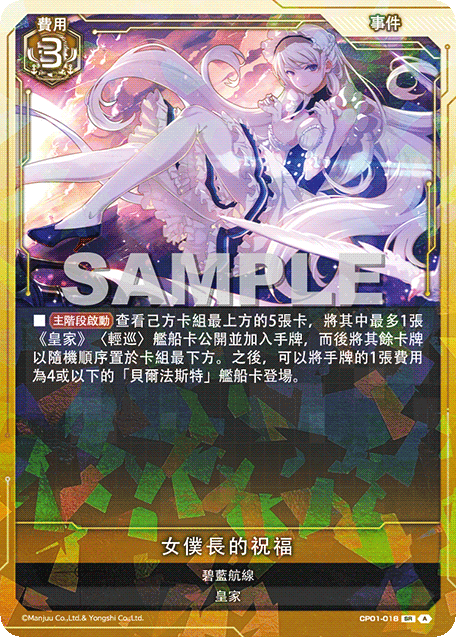 費用
事件
3
SAMPLE
■ 主階段啟動 查看己方卡組最上方的5張卡，將其中最多1張
《皇家》〈輕巡〉艦船卡公開並加入手牌，而後將其餘卡牌
以隨機順序置於卡組最下方。之後，可以將手牌的1張費用
為4或以下的「貝爾法斯特」艦船卡登場。
女僕長的祝福
碧藍航線
皇家
©Manjuu Co.,Ltd.& Yongshi Co.,Ltd.
CP01-016 SR A